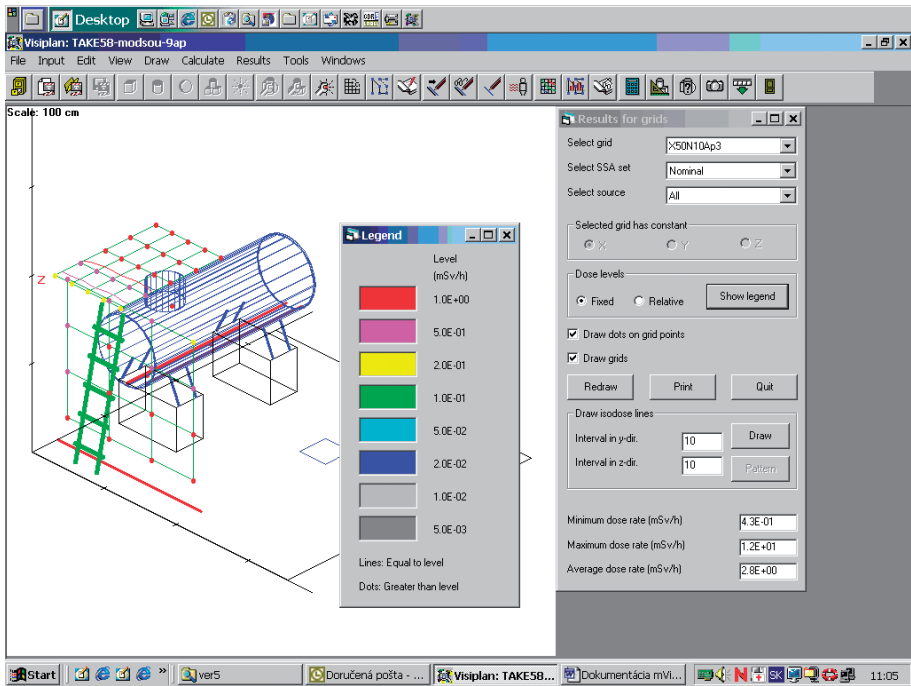 Desktop
Visiplan: TAKE58-modsou-9ap
File Input Edit View Draw Calculate Results Tools Windows
Scale: 100 cm
Z
Legend
Level
(mSv/h)
1.0E+00
5.0E-01
2.0E-01
1.0E-01
5.0E-02
2.0E-02
1.0E-02
5.0E-03
Lines: Equal to level
Dots: Greater than level
Results for grids
Select grid X50N10Ap3
Select SSA set Nominal
Select source All
Selected grid has constant
X Y Z
Dose levels
Fixed Relative Show legend
Draw dots on grid points
Draw grids
Redraw Print Quit
Draw isodose lines
Interval in y-dir. 10 Draw
Interval in z-dir. 10 Pattern
Minimum dose rate (mSv/h) 4.3E-01
Maximum dose rate (mSv/h) 1.2E+01
Average dose rate (mSv/h) 2.8E+00
Start » ver5 Doručená pošta - ... Visiplan: TAKE58... Dokumentácia mVi... N SK 11:05